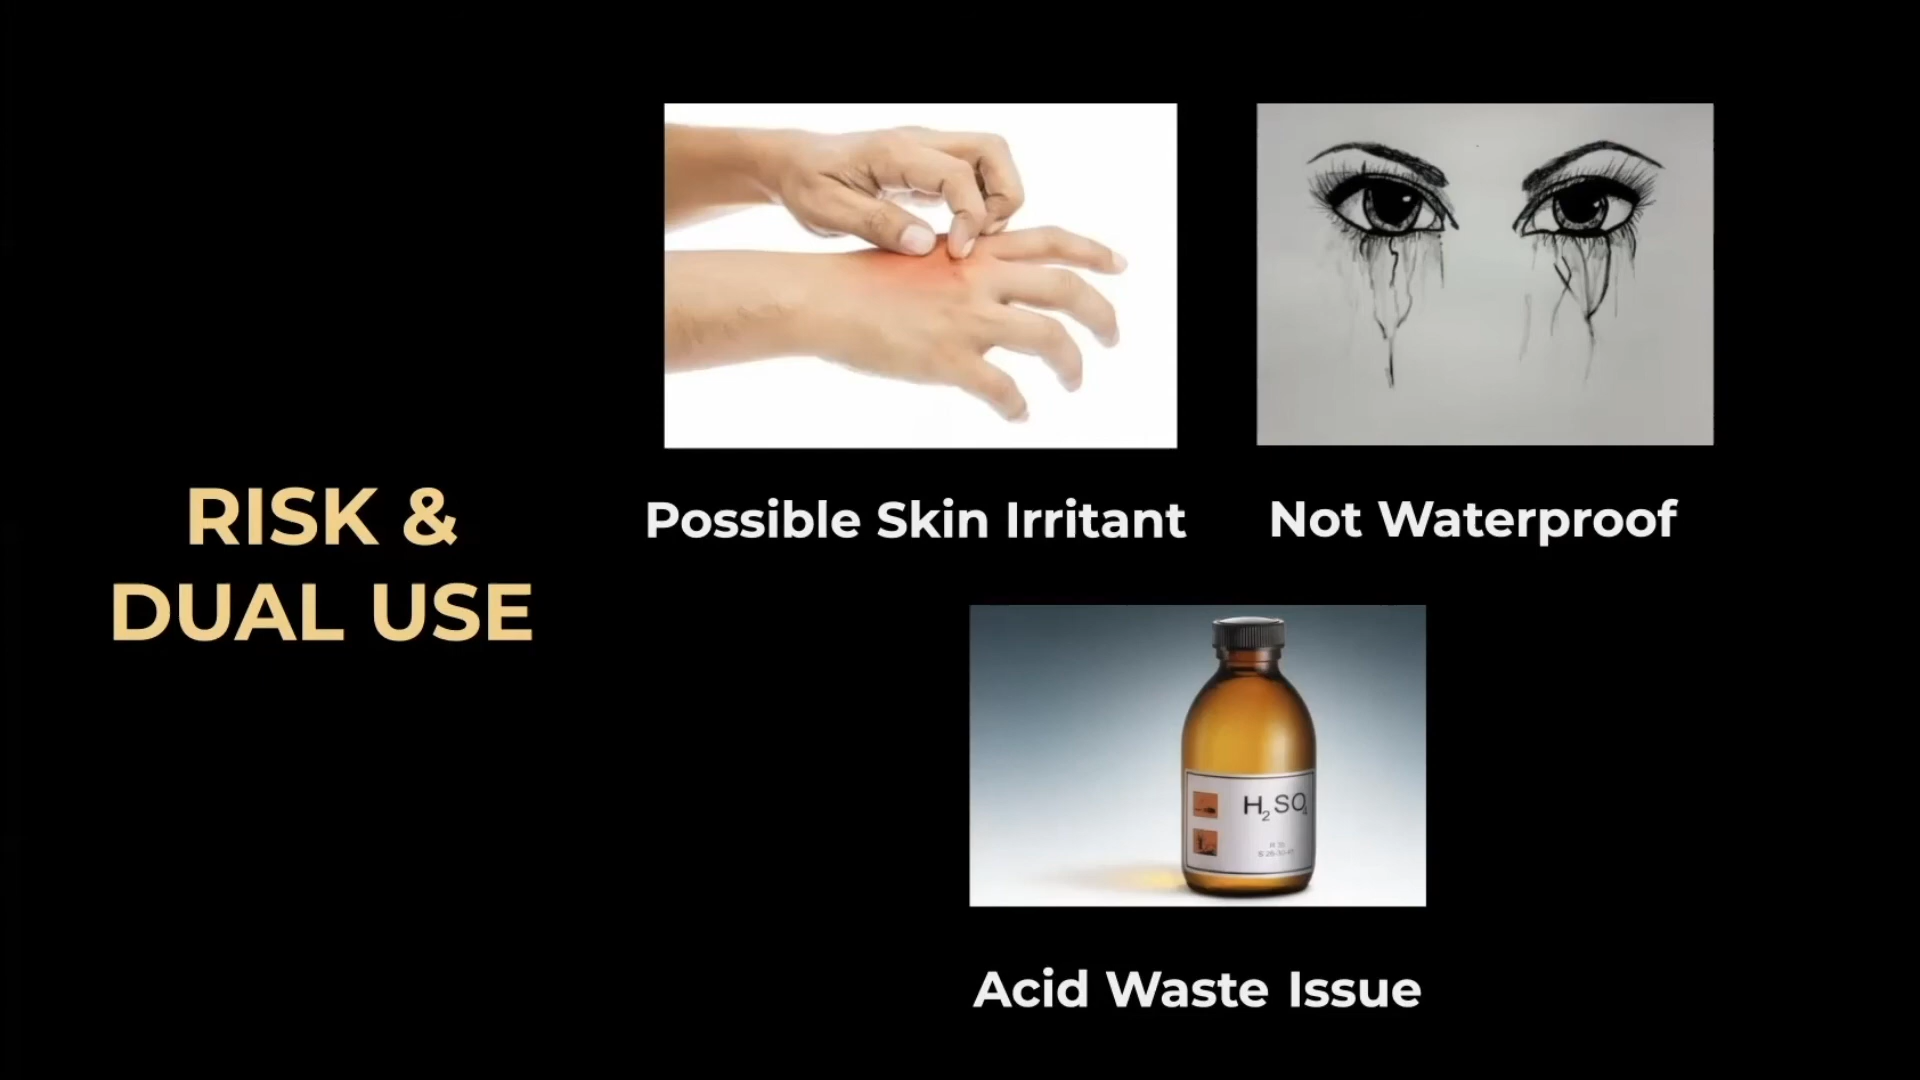 RISK &
DUAL USE
Possible Skin Irritant
Not Waterproof
H2SO4
Acid Waste Issue